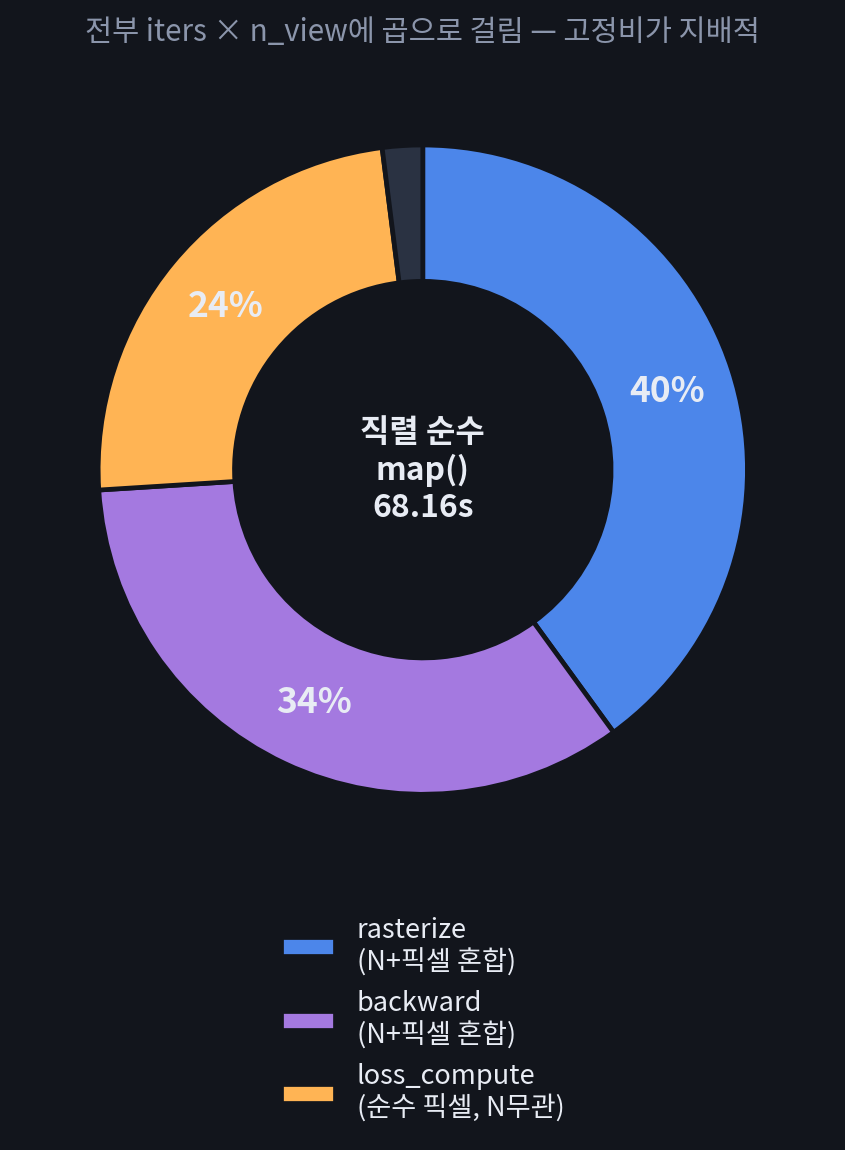 전부 iters × n_view에 곱으로 걸림 — 고정비가 지배적
24%
40%
직렬 순수
map()
68.16s
34%
rasterize
(N+픽셀 혼합)
backward
(N+픽셀 혼합)
loss_compute
(순수 픽셀, N무관)